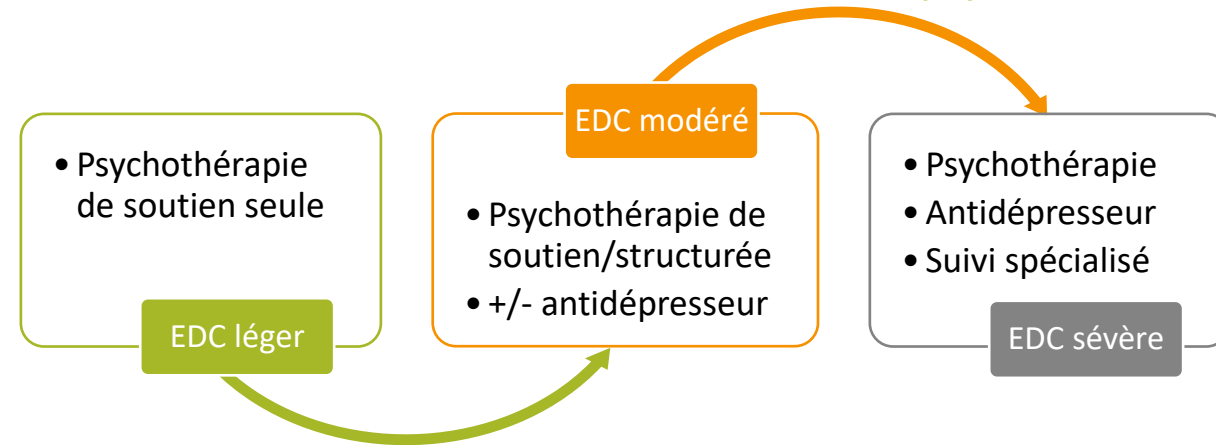 • Psychothérapie
de soutien seule
EDC léger
EDC modéré
• Psychothérapie de
soutien/structurée
• +/- antidépresseur
• Psychothérapie
• Antidépresseur
• Suivi spécialisé
EDC sévère